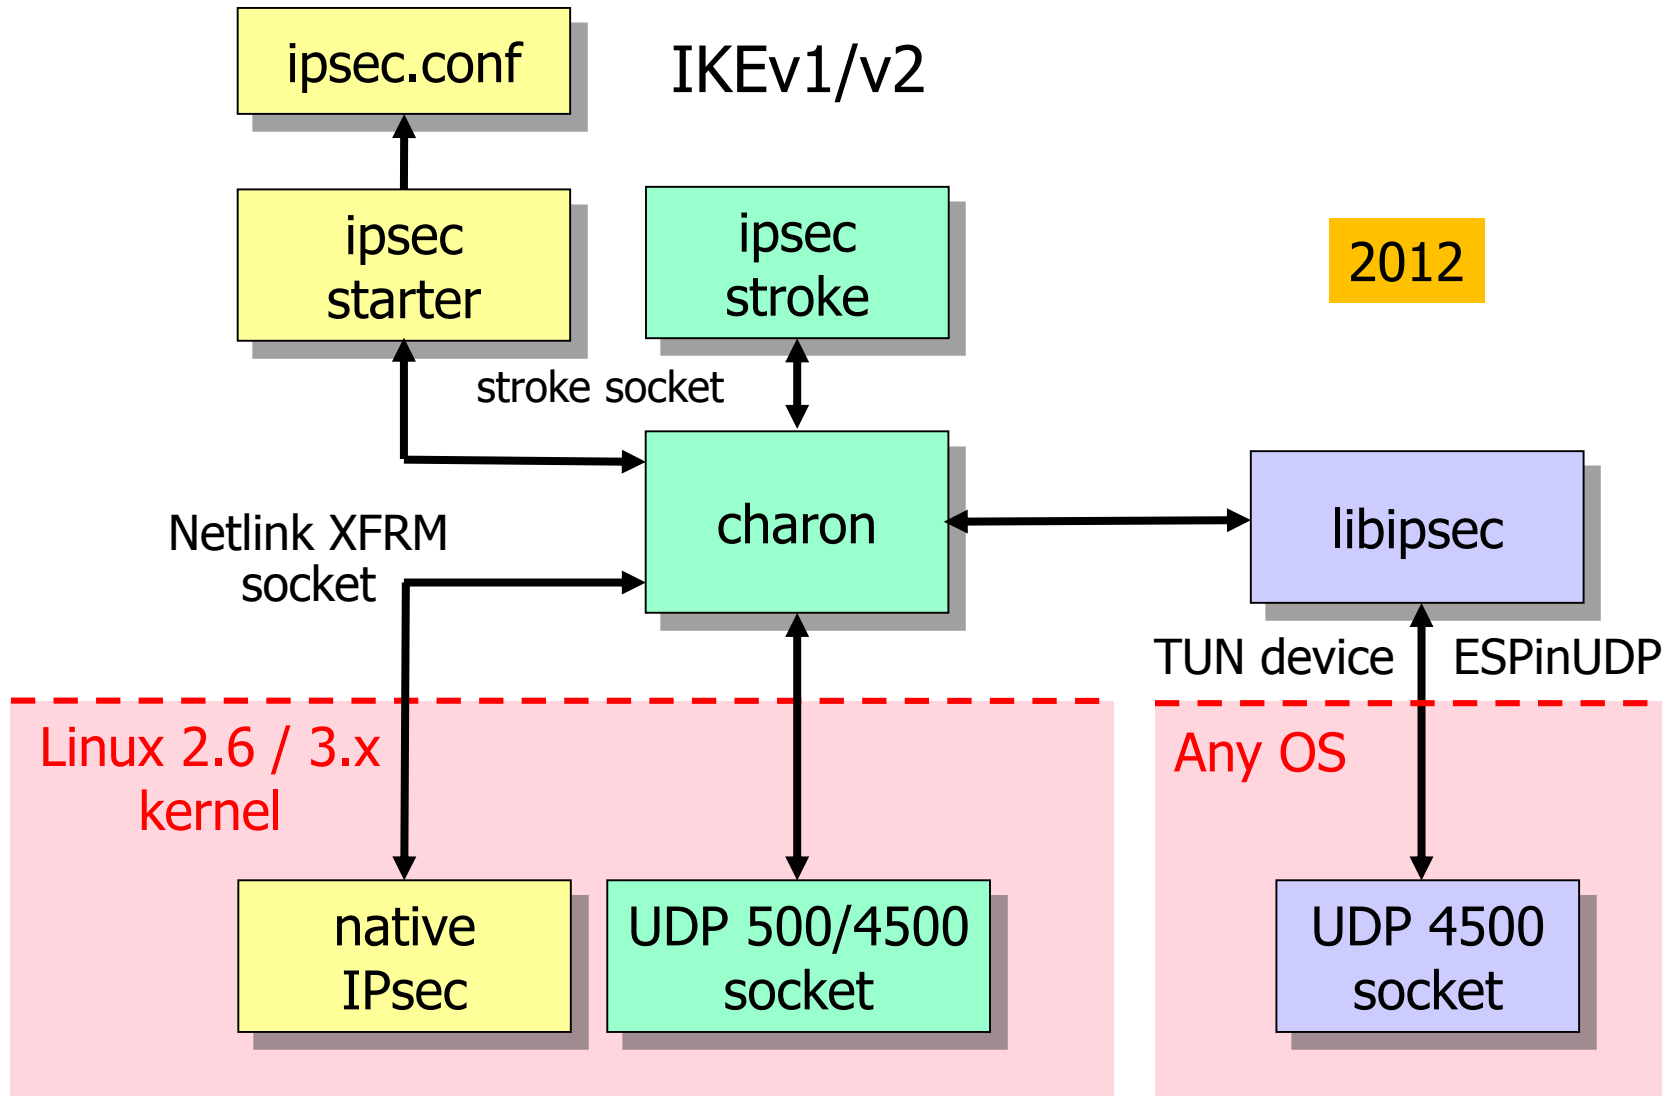 ipsec.conf
IKEv1/v2
ipsec
starter
ipsec
stroke
2012
stroke socket
charon
libipsec
Netlink XFRM
socket
TUN device
ESPinUDP
Linux 2.6 / 3.x
kernel
Any OS
native
IPsec
UDP 500/4500
socket
UDP 4500
socket